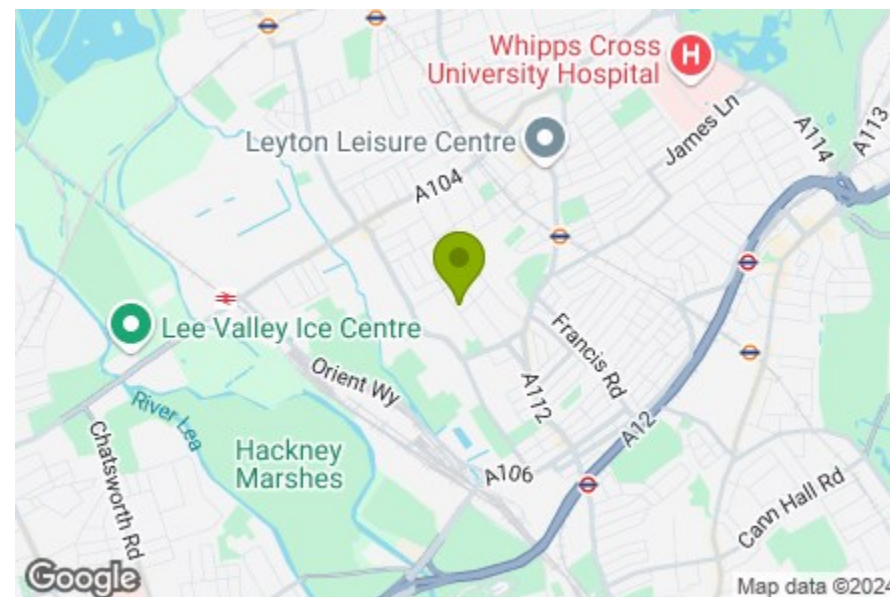 Whipps Cross
University Hospital
H
James Ln
A113
A114
Leyton Leisure Centre
A104
Lee Valley Ice Centre
Orient Wy
Francis Rd
A112
River Lea
Chatsworth Rd
Hackney
Marshes
A12
A106
Cann Hall Rd
Google
Map data ©2024